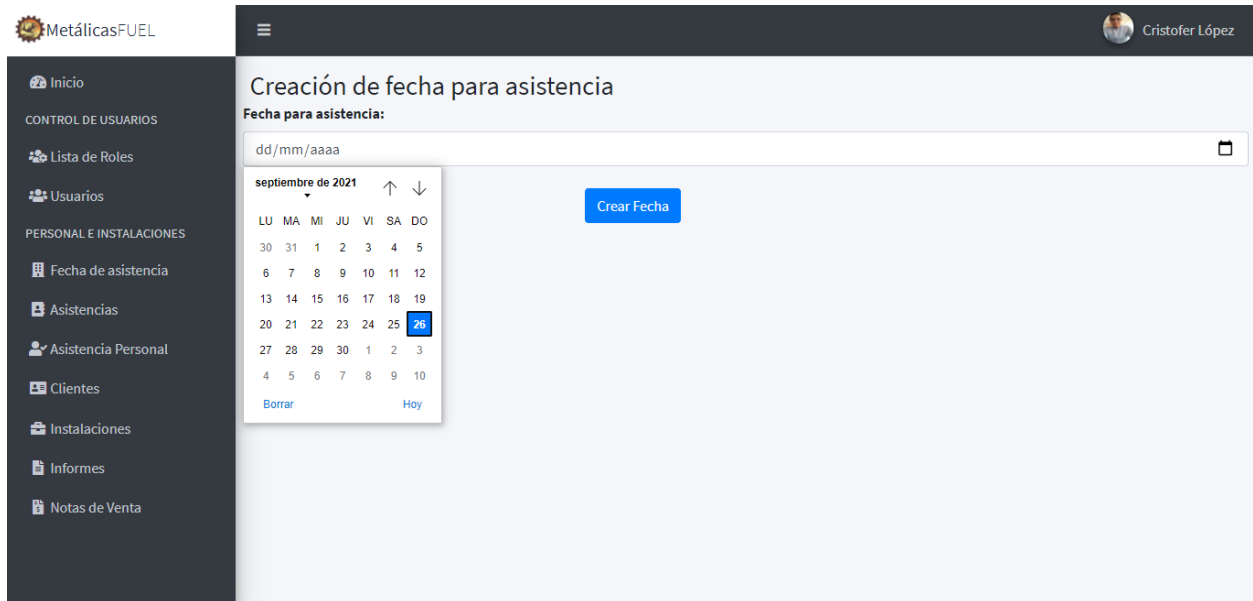 MetálicasFUEL
Cristofer López
Inicio
CONTROL DE USUARIOS
Lista de Roles
Usuarios
PERSONAL E INSTALACIONES
Fecha de asistencia
Asistencias
Asistencia Personal
Clientes
Instalaciones
Informes
Notas de Venta
Creación de fecha para asistencia
Fecha para asistencia:
dd/mm/aaaa
septiembre de 2021
LU MA MI JU VI SA DO
30 31 1 2 3 4 5
6 7 8 9 10 11 12
13 14 15 16 17 18 19
20 21 22 23 24 25 26
27 28 29 30 1 2 3
4 5 6 7 8 9 10
Borrar Hoy
Crear Fecha